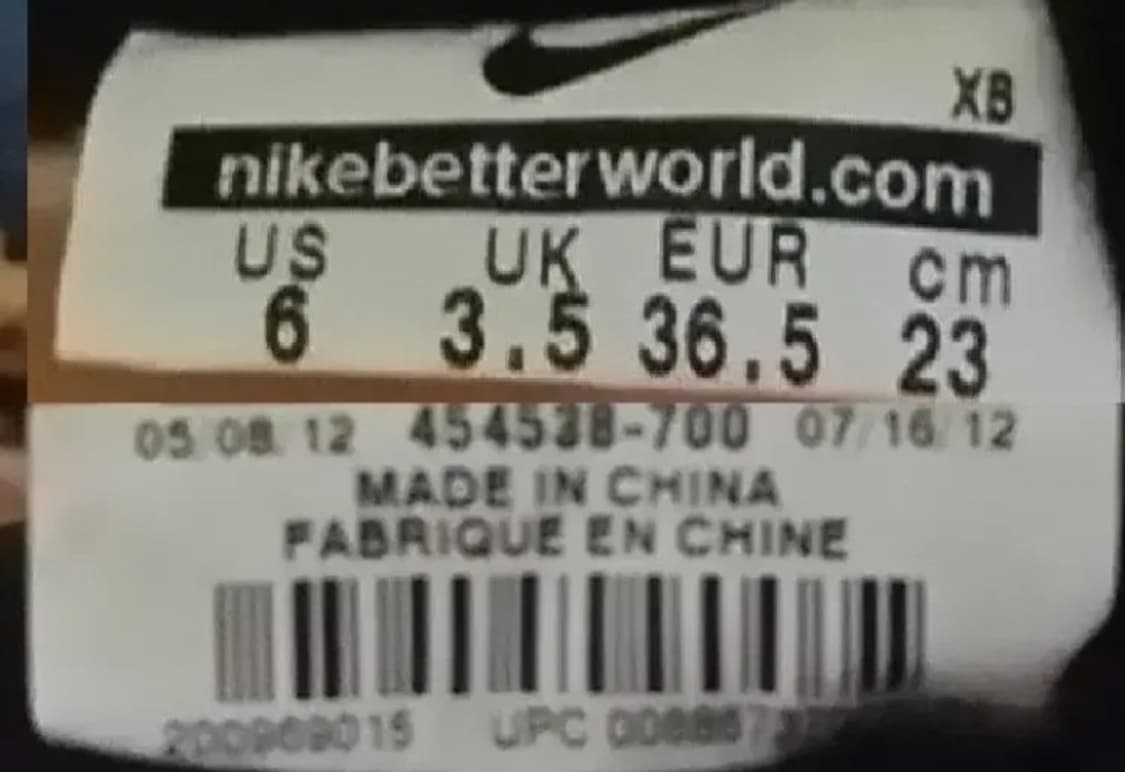 XB
nikebetterworld.com
US UK EUR cm
6 3.5 36.5 23
05/08/12 454538-700 07/16/12
MADE IN CHINA
FABRIQUE EN CHINE
UPC